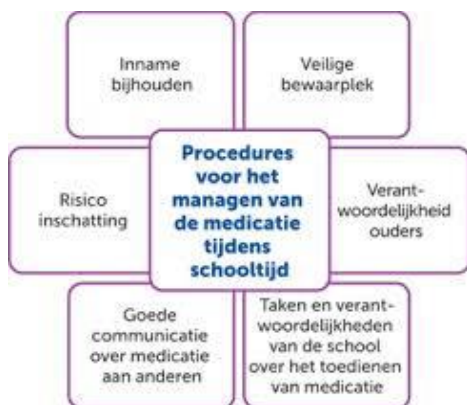 Inname
bijhouden
Veilige
bewaarplek
Procedures
voor het
managen van
de medicatie
tijdens
schooltijd
Risico
inschatting
Verant-
woordelijkheid
ouders
Goede
communicatie
over medicatie
aan anderen
Taken en verant-
woordelijkheden
van de school
over het toedienen
van medicatie